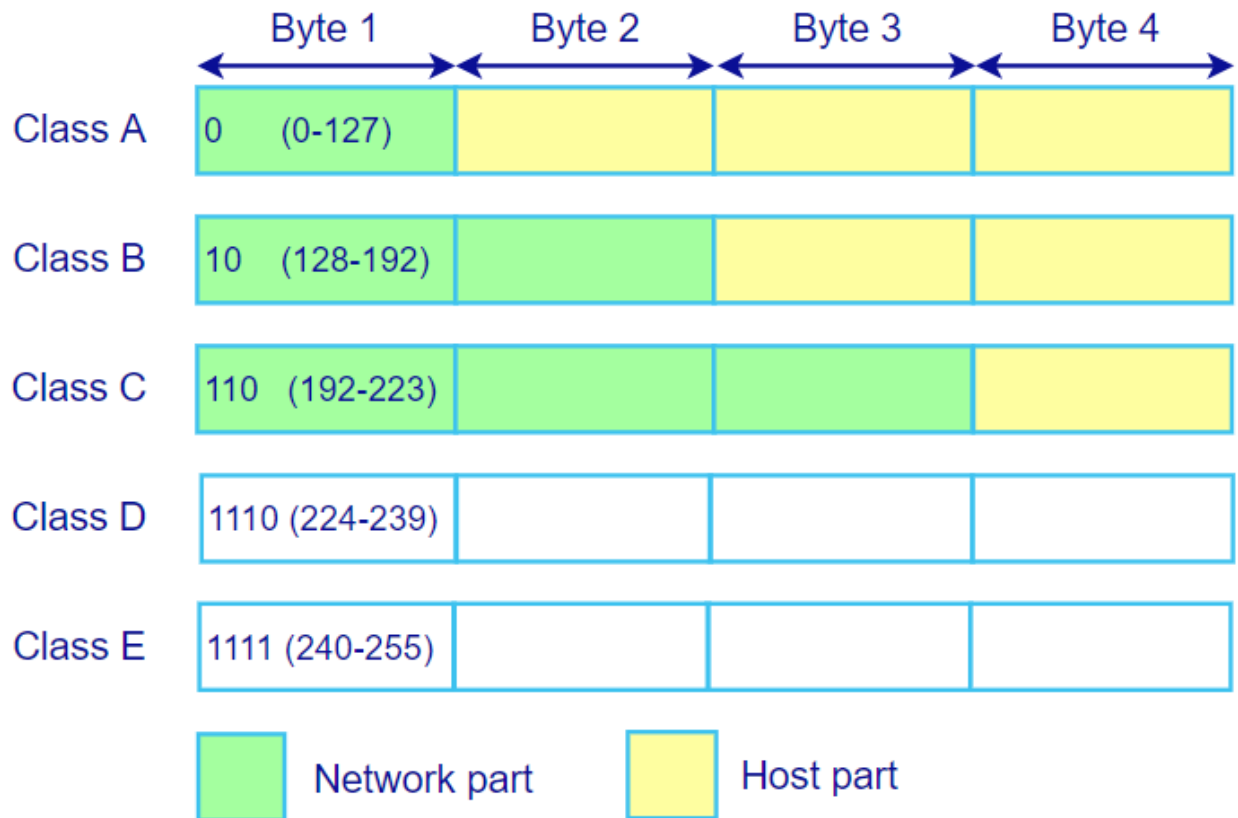 Byte 1 Byte 2 Byte 3 Byte 4
Class A 0 (0-127)
Class B 10 (128-192)
Class C 110 (192-223)
Class D 1110 (224-239)
Class E 1111 (240-255)
Network part Host part